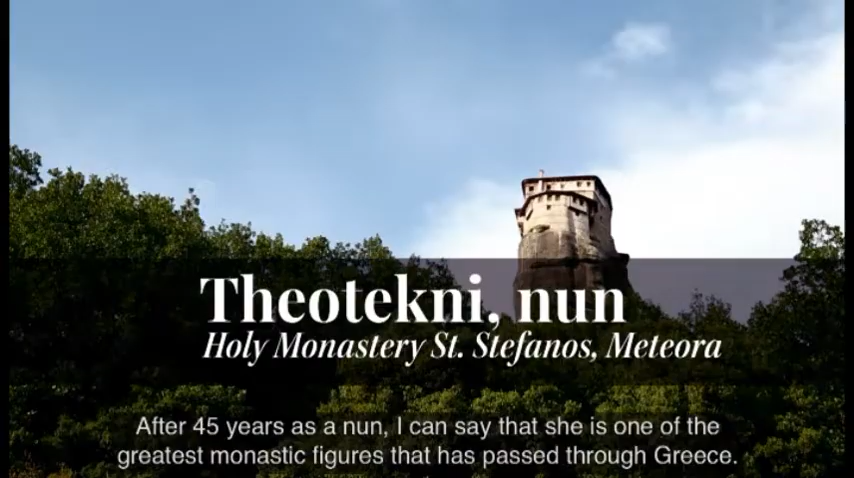 Theotekni, nun
Holy Monastery St. Stefanos, Meteora
After 45 years as a nun, I can say that she is one of the
greatest monastic figures that has passed through Greece.